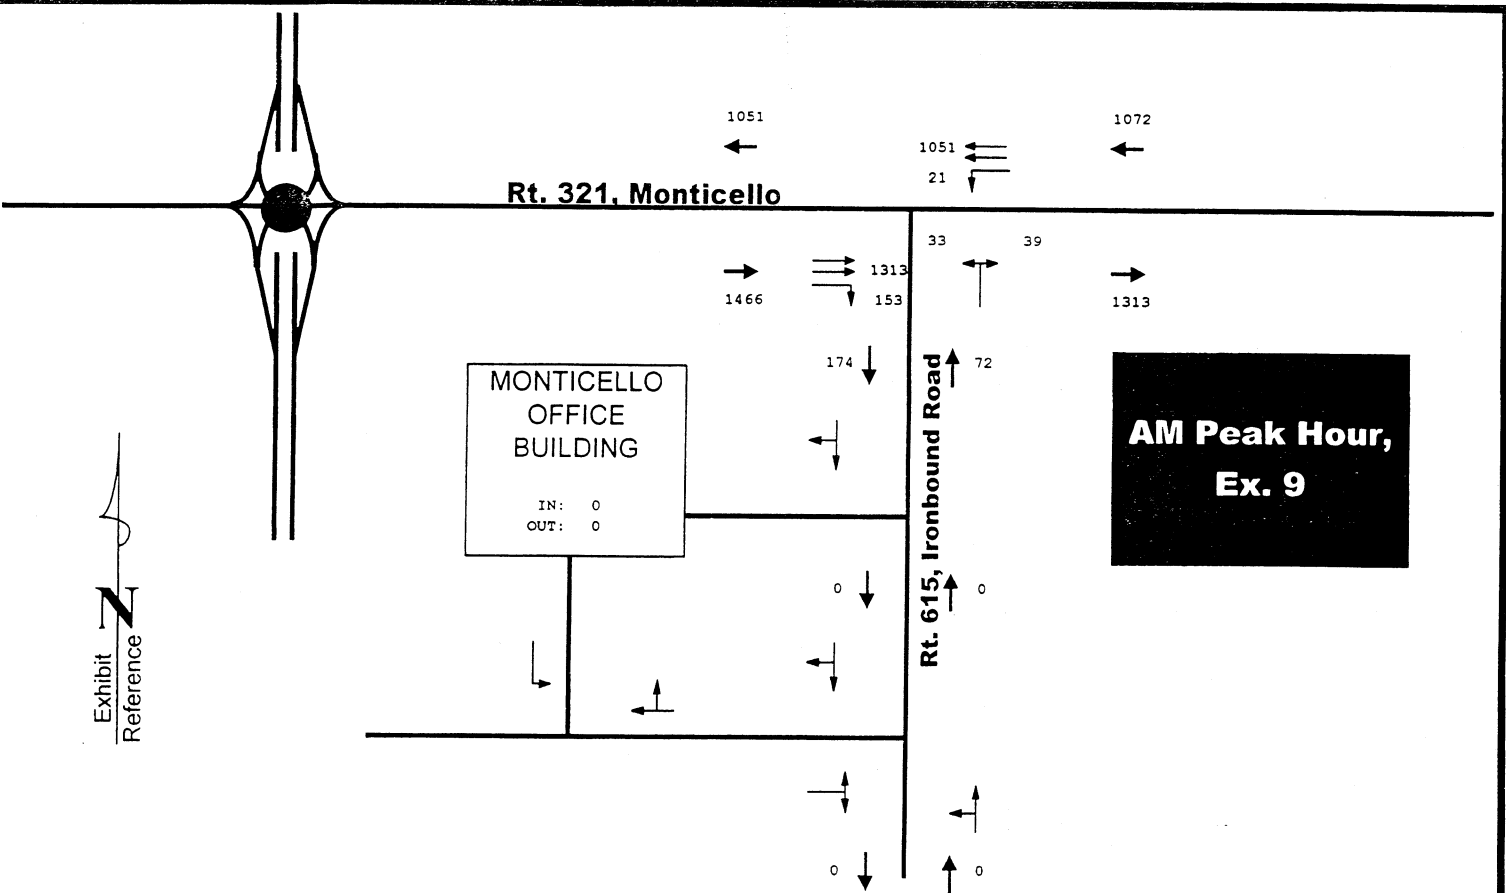 1051
1072
1051
21
Rt. 321, Monticello
33 39
1313
1466
153
1313
174
72
MONTICELLO
OFFICE
BUILDING
IN: 0
OUT: 0
Rt. 615, Ironbound Road
AM Peak Hour,
Ex. 9
0
0
N
Exhibit
Reference
0
0